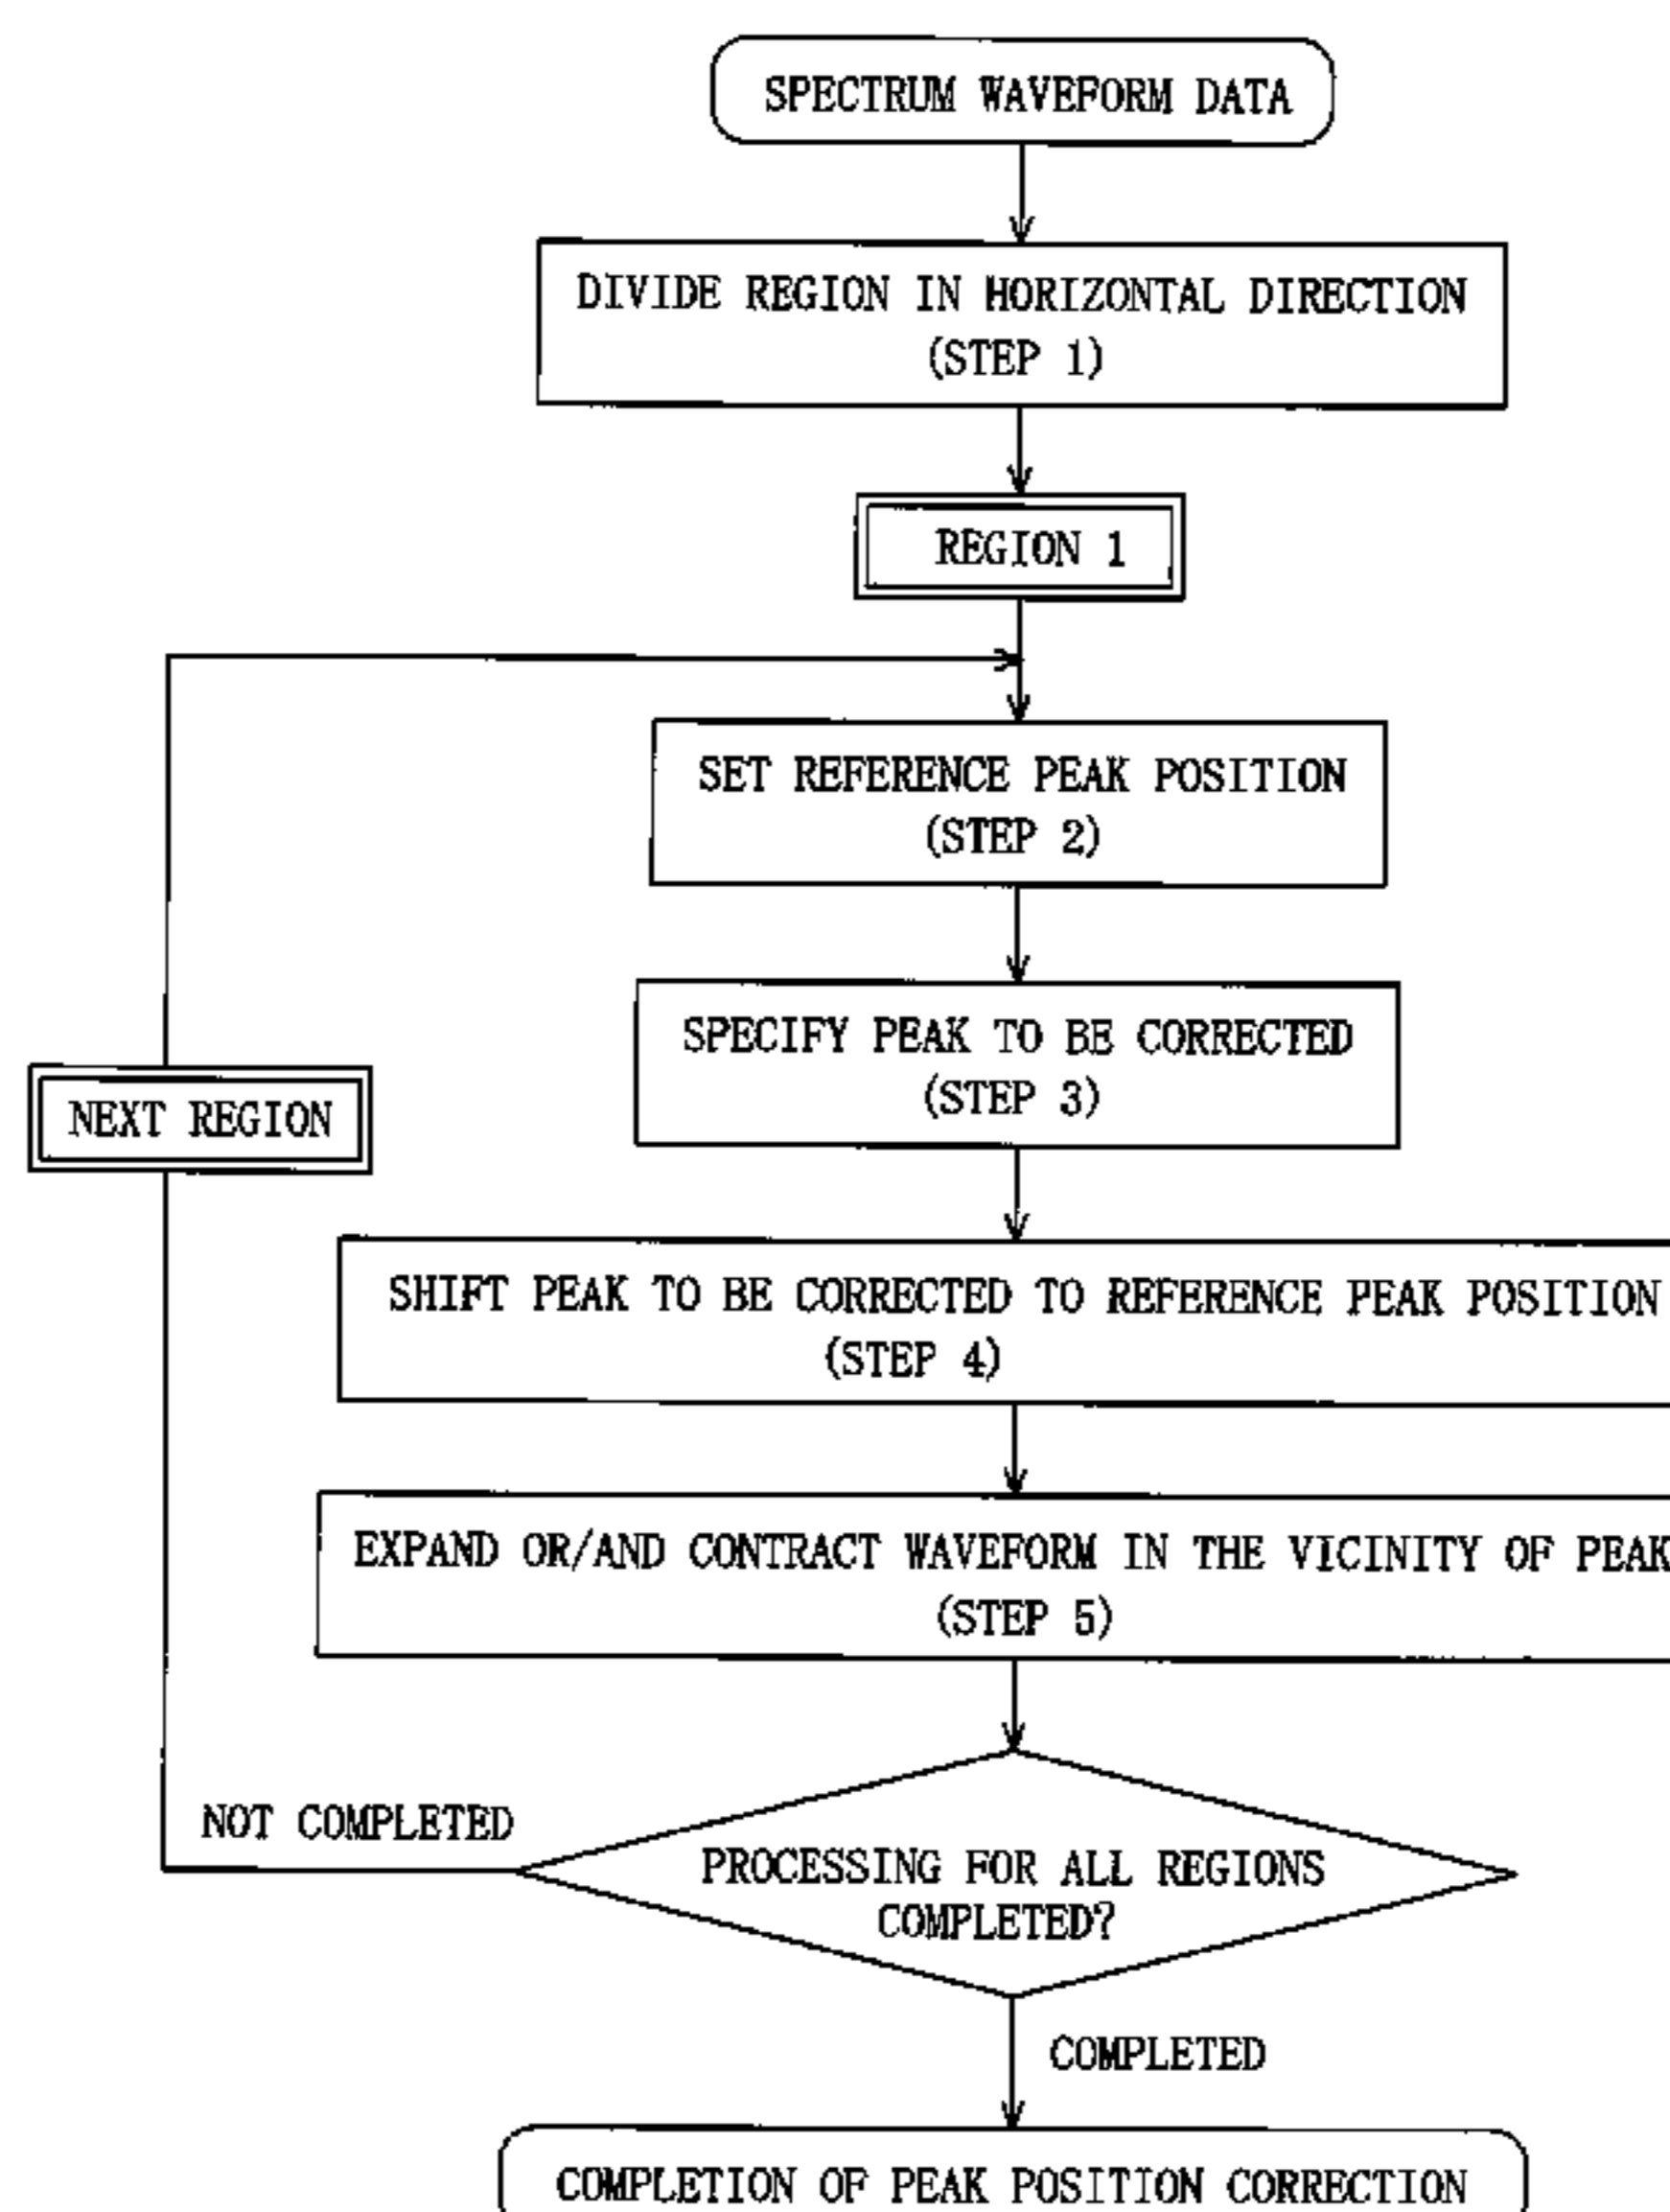 SPECTRUM WAVEFORM DATA
DIVIDE REGION IN HORIZONTAL DIRECTION
(STEP 1)
REGION 1
SET REFERENCE PEAK POSITION
(STEP 2)
SPECIFY PEAK TO BE CORRECTED
(STEP 3)
NEXT REGION
SHIFT PEAK TO BE CORRECTED TO REFERENCE PEAK POSITION
(STEP 4)
EXPAND OR/AND CONTRACT WAVEFORM IN THE VICINITY OF PEAK
(STEP 5)
NOT COMPLETED
PROCESSING FOR ALL REGIONS
COMPLETED?
COMPLETED
COMPLETION OF PEAK POSITION CORRECTION